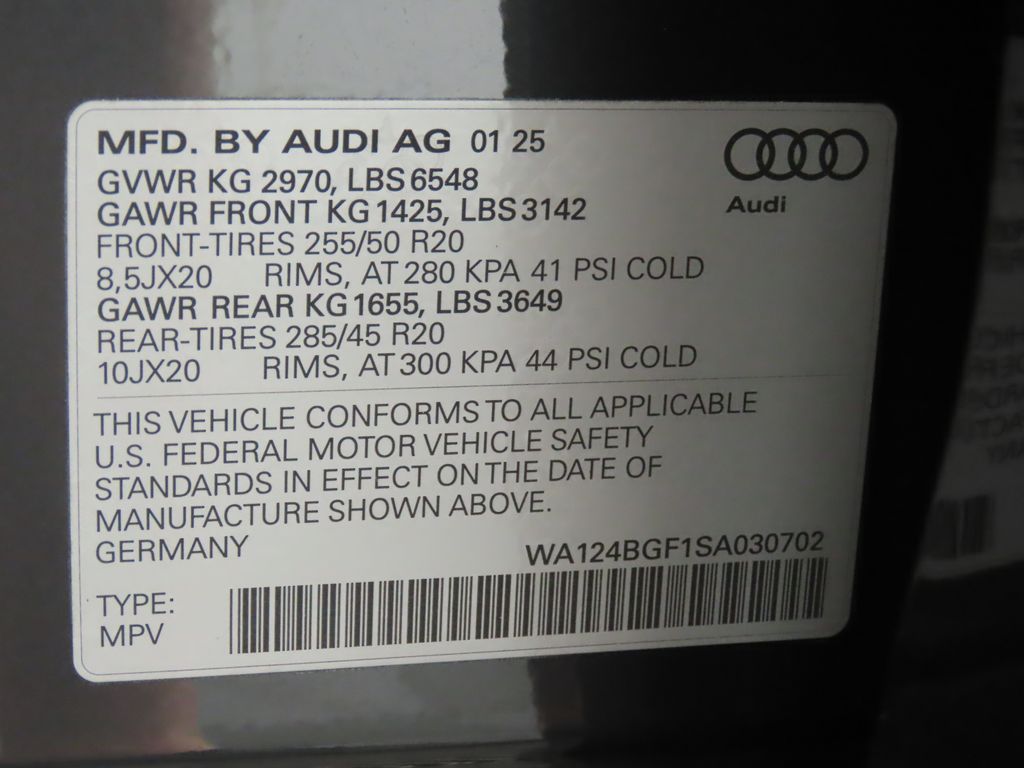 MFD. BY AUDI AG 01 25
GVWR KG 2970, LBS 6548
GAWR FRONT KG 1425, LBS 3142
Audi
FRONT-TIRES 255/50 R20
8,5JX20 RIMS, AT 280 KPA 41 PSI COLD
GAWR REAR KG 1655, LBS 3649
REAR-TIRES 285/45 R20
10JX20 RIMS, AT 300 KPA 44 PSI COLD
THIS VEHICLE CONFORMS TO ALL APPLICABLE
U.S. FEDERAL MOTOR VEHICLE SAFETY
STANDARDS IN EFFECT ON THE DATE OF
MANUFACTURE SHOWN ABOVE.
GERMANY
WA124BGF1SA030702
TYPE:
MPV